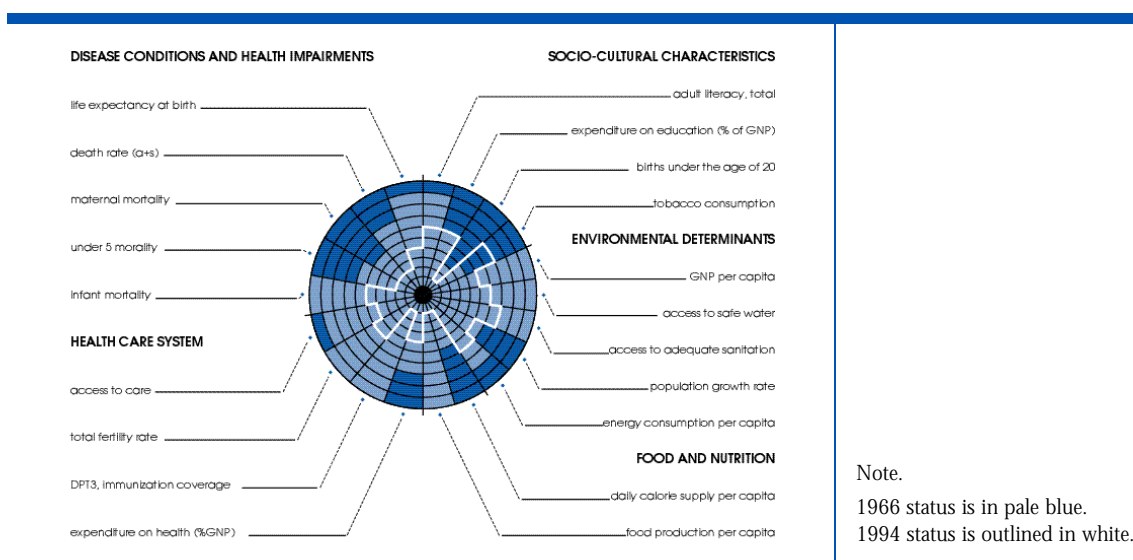 DISEASE CONDITIONS AND HEALTH IMPAIRMENTS
life expectancy at birth
death rate (a+s)
maternal mortality
under 5 morality
infant mortality
HEALTH CARE SYSTEM
access to care
total fertility rate
DPT3, immunization coverage
expenditure on health (%GNP)
SOCIO-CULTURAL CHARACTERISTICS
adult literacy, total
expenditure on education (% of GNP)
births under the age of 20
tobacco consumption
ENVIRONMENTAL DETERMINANTS
GNP per capita
access to safe water
access to adequate sanitation
population growth rate
energy consumption per capita
FOOD AND NUTRITION
daily calorie supply per capita
food production per capita
Note.
1966 status is in pale blue.
1994 status is outlined in white.